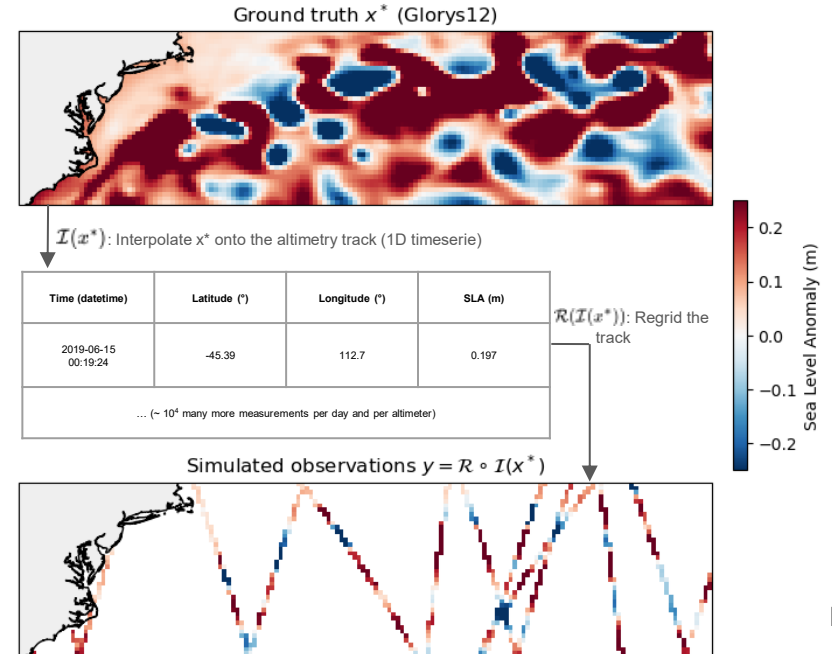 Ground truth x* (Glorys12)
𝓘(x*): Interpolate x* onto the altimetry track (1D timeserie)
Time (datetime) Latitude (°) Longitude (°) SLA (m)
2019-06-15
00:19:24
-45.39 112.7 0.197
... (~ 10⁴ many more measurements per day and per altimeter)
𝓡(𝓘(x*)): Regrid the
track
0.2
0.1
0.0
−0.1
−0.2
Sea Level Anomaly (m)
Simulated observations y = 𝓡 ∘ 𝓘(x*)